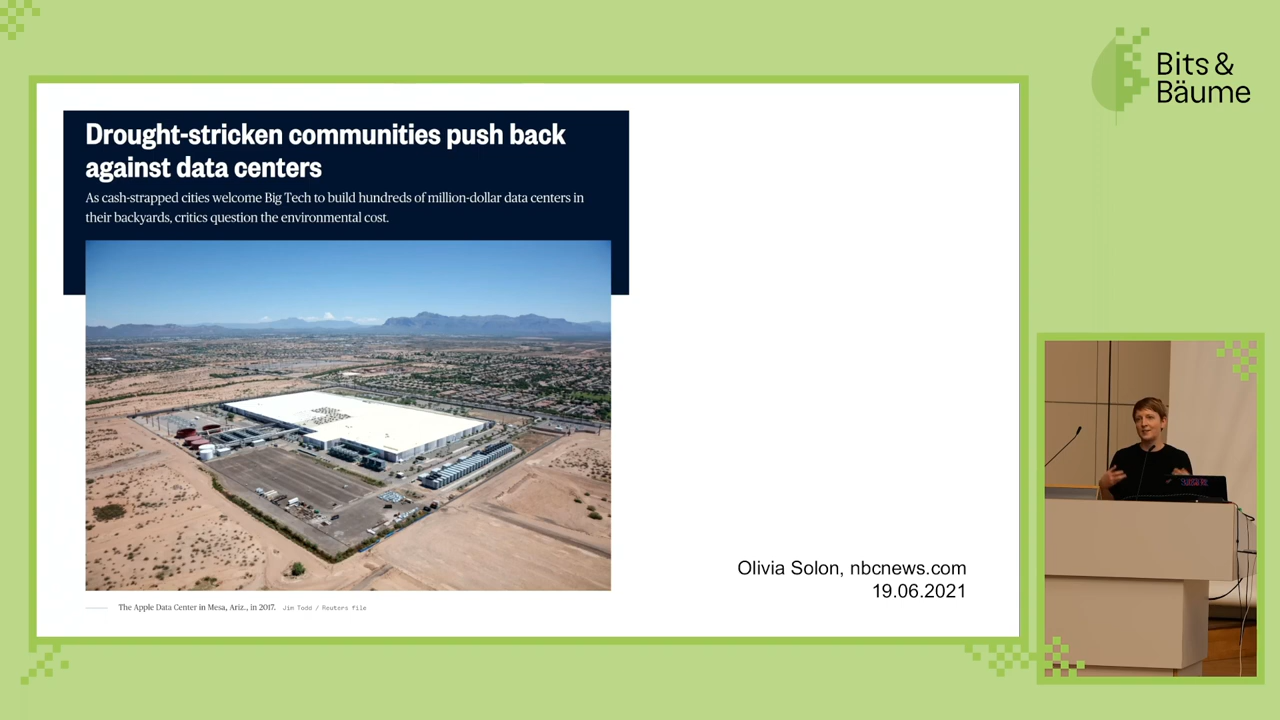 Bits &
Bäume
Drought-stricken communities push back
against data centers
As cash-strapped cities welcome Big Tech to build hundreds of million-dollar data centers in
their backyards, critics question the environmental cost.
The Apple Data Center in Mesa, Ariz., in 2017. Jim Todd / Reuters file
Olivia Solon, nbcnews.com
19.06.2021